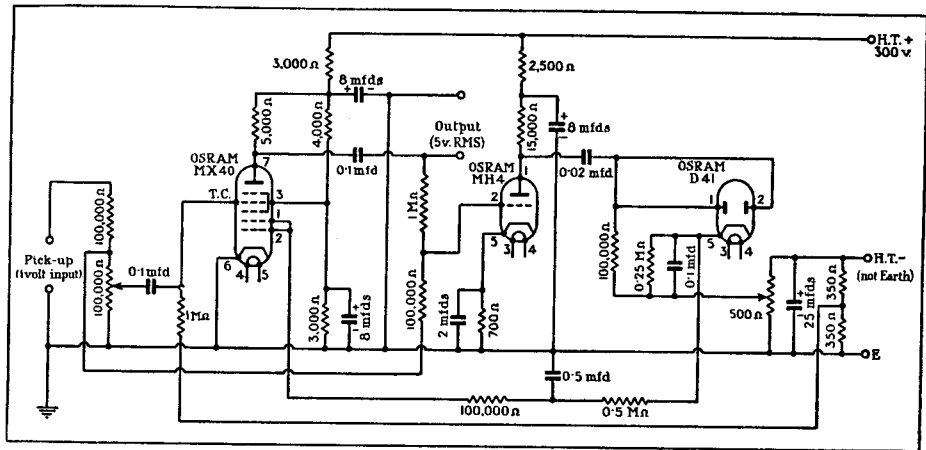 H.T.+
300 v.
3,000 Ω
2,500 Ω
8 mfds
+ -
5,000 Ω
4,000 Ω
15,000 Ω
+
-
8 mfds
Output
(5v. RMS)
OSRAM
MX40
7
T.C.
3
1
2
6
4
5
0·1 mfd
OSRAM
MH4
1
2
5
3
4
0·02 mfd
OSRAM
D41
1
2
5
3
4
Pick-up
(1 volt input)
100,000 Ω
100,000 Ω
0·1 mfd
1 MΩ
1 MΩ
100,000 Ω
3,000 Ω
+
-
8 mfds
2 mfds
700 Ω
100,000 Ω
0·25 MΩ
0·1 mfd
500 Ω
+
-
25 mfds
350 Ω
350 Ω
H.T.-
(not Earth)
E
0·5 mfd
100,000 Ω
0·5 MΩ